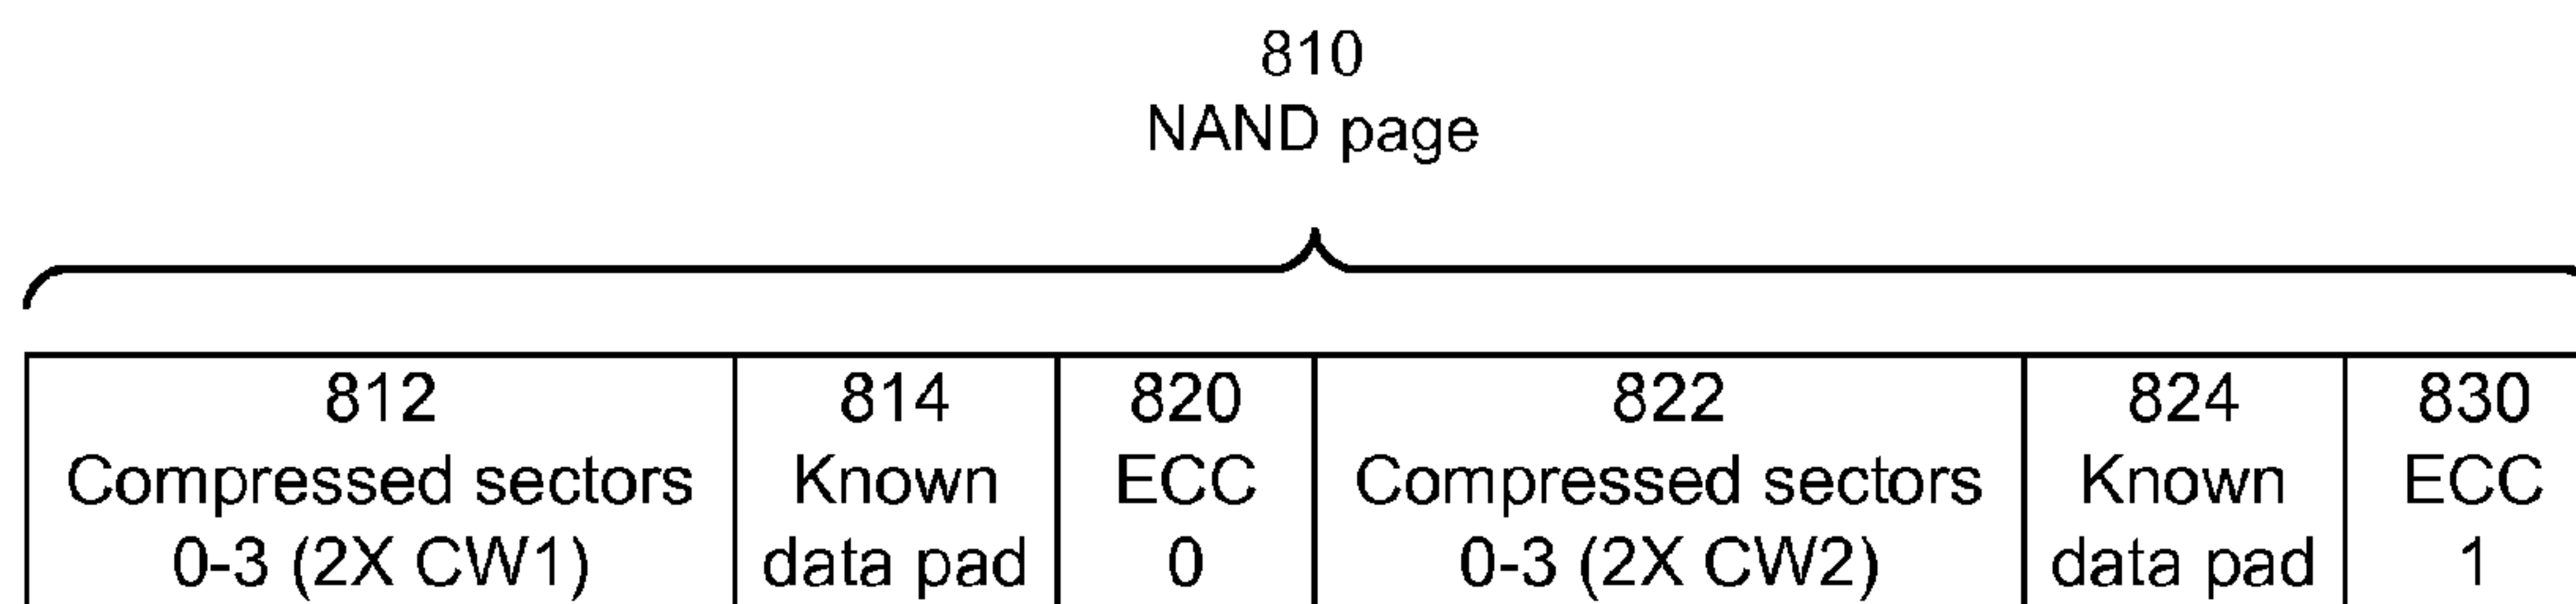 810
NAND page
812
Compressed sectors
0-3 (2X CW1)
814
Known
data pad
820
ECC
0
822
Compressed sectors
0-3 (2X CW2)
824
Known
data pad
830
ECC
1